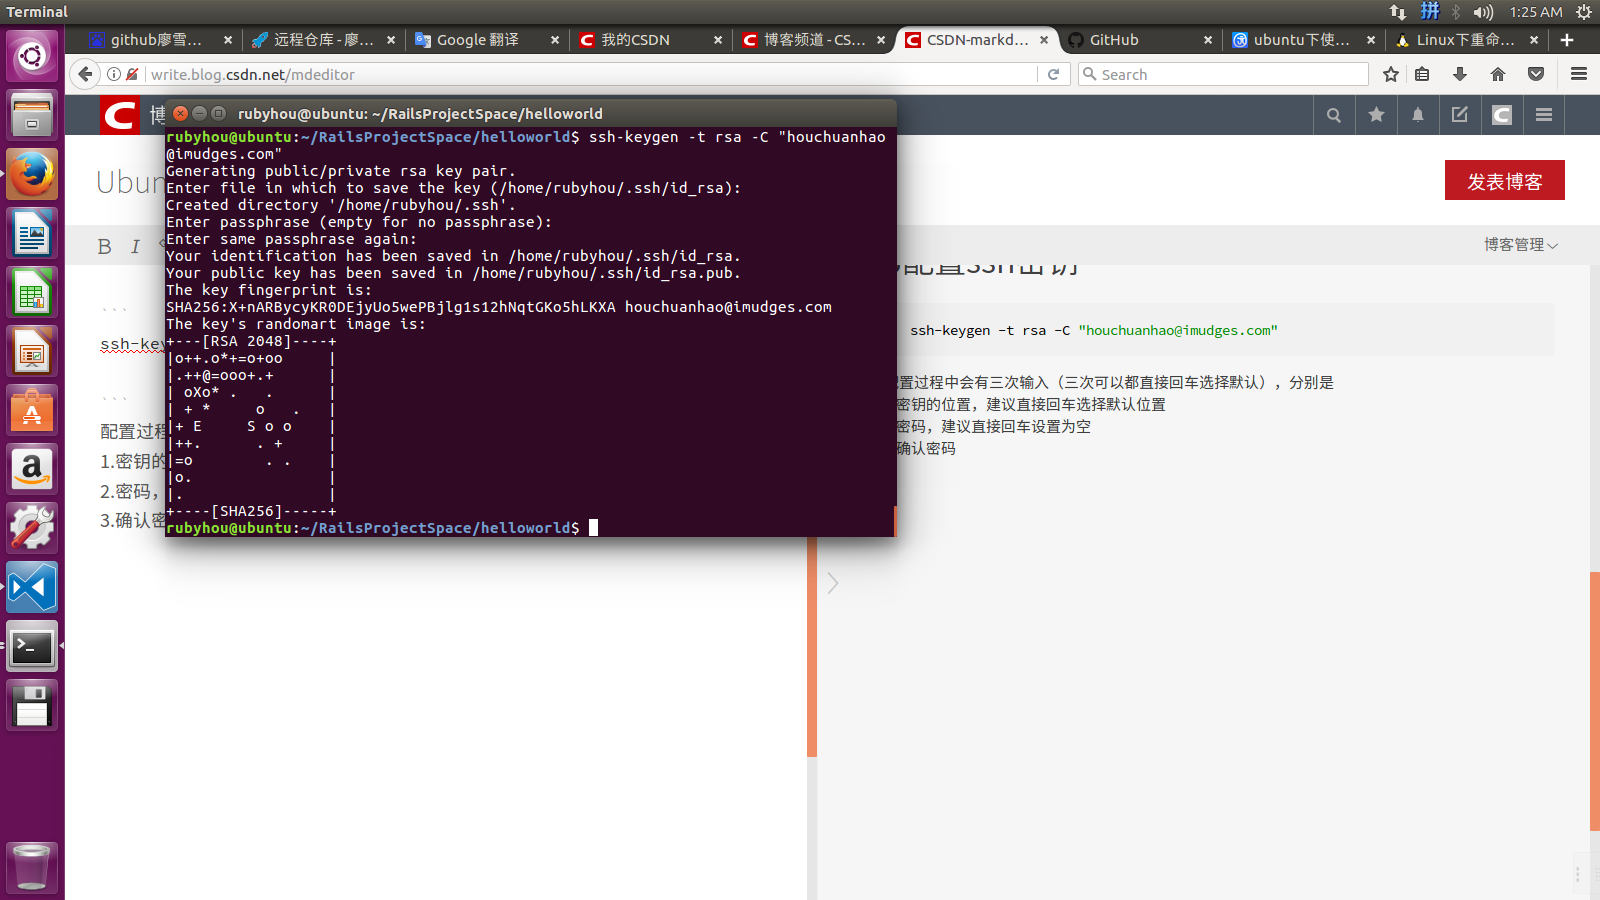 Terminal
拼
1:25 AM
github廖雪...
远程仓库 - 廖...
Google 翻译
我的CSDN
博客频道 - CS...
CSDN-markd...
GitHub
ubuntu下使...
Linux下重命...
write.blog.csdn.net/mdeditor
Search
rubyhou@ubuntu: ~/RailsProjectSpace/helloworld
rubyhou@ubuntu:~/RailsProjectSpace/helloworld$ ssh-keygen -t rsa -C "houchuanhao
@imudges.com"
Generating public/private rsa key pair.
Enter file in which to save the key (/home/rubyhou/.ssh/id_rsa):
Created directory '/home/rubyhou/.ssh'.
Enter passphrase (empty for no passphrase):
Enter same passphrase again:
Your identification has been saved in /home/rubyhou/.ssh/id_rsa.
Your public key has been saved in /home/rubyhou/.ssh/id_rsa.pub.
The key fingerprint is:
SHA256:X+nARBycyKR0DEjyUo5wePBjlg1s12hNqtGKo5hLKXA houchuanhao@imudges.com
The key's randomart image is:
+---[RSA 2048]----+
|o++.o*+=o+oo     |
|.++@=ooo+.+      |
| oXo* .   .      |
| + *     o   .   |
|+ E     S o o    |
|++.      . +     |
|=o        . .    |
|o.               |
|.                |
+----[SHA256]-----+
rubyhou@ubuntu:~/RailsProjectSpace/helloworld$
博
Ubun
发表博客
B I
博客管理
配置SSH密钥
```
ssh-key
```
配置过程
1.密钥的
2.密码，
3.确认密
ssh-keygen -t rsa -C "houchuanhao@imudges.com"
配置过程中会有三次输入（三次可以都直接回车选择默认），分别是
密钥的位置，建议直接回车选择默认位置
密码，建议直接回车设置为空
确认密码